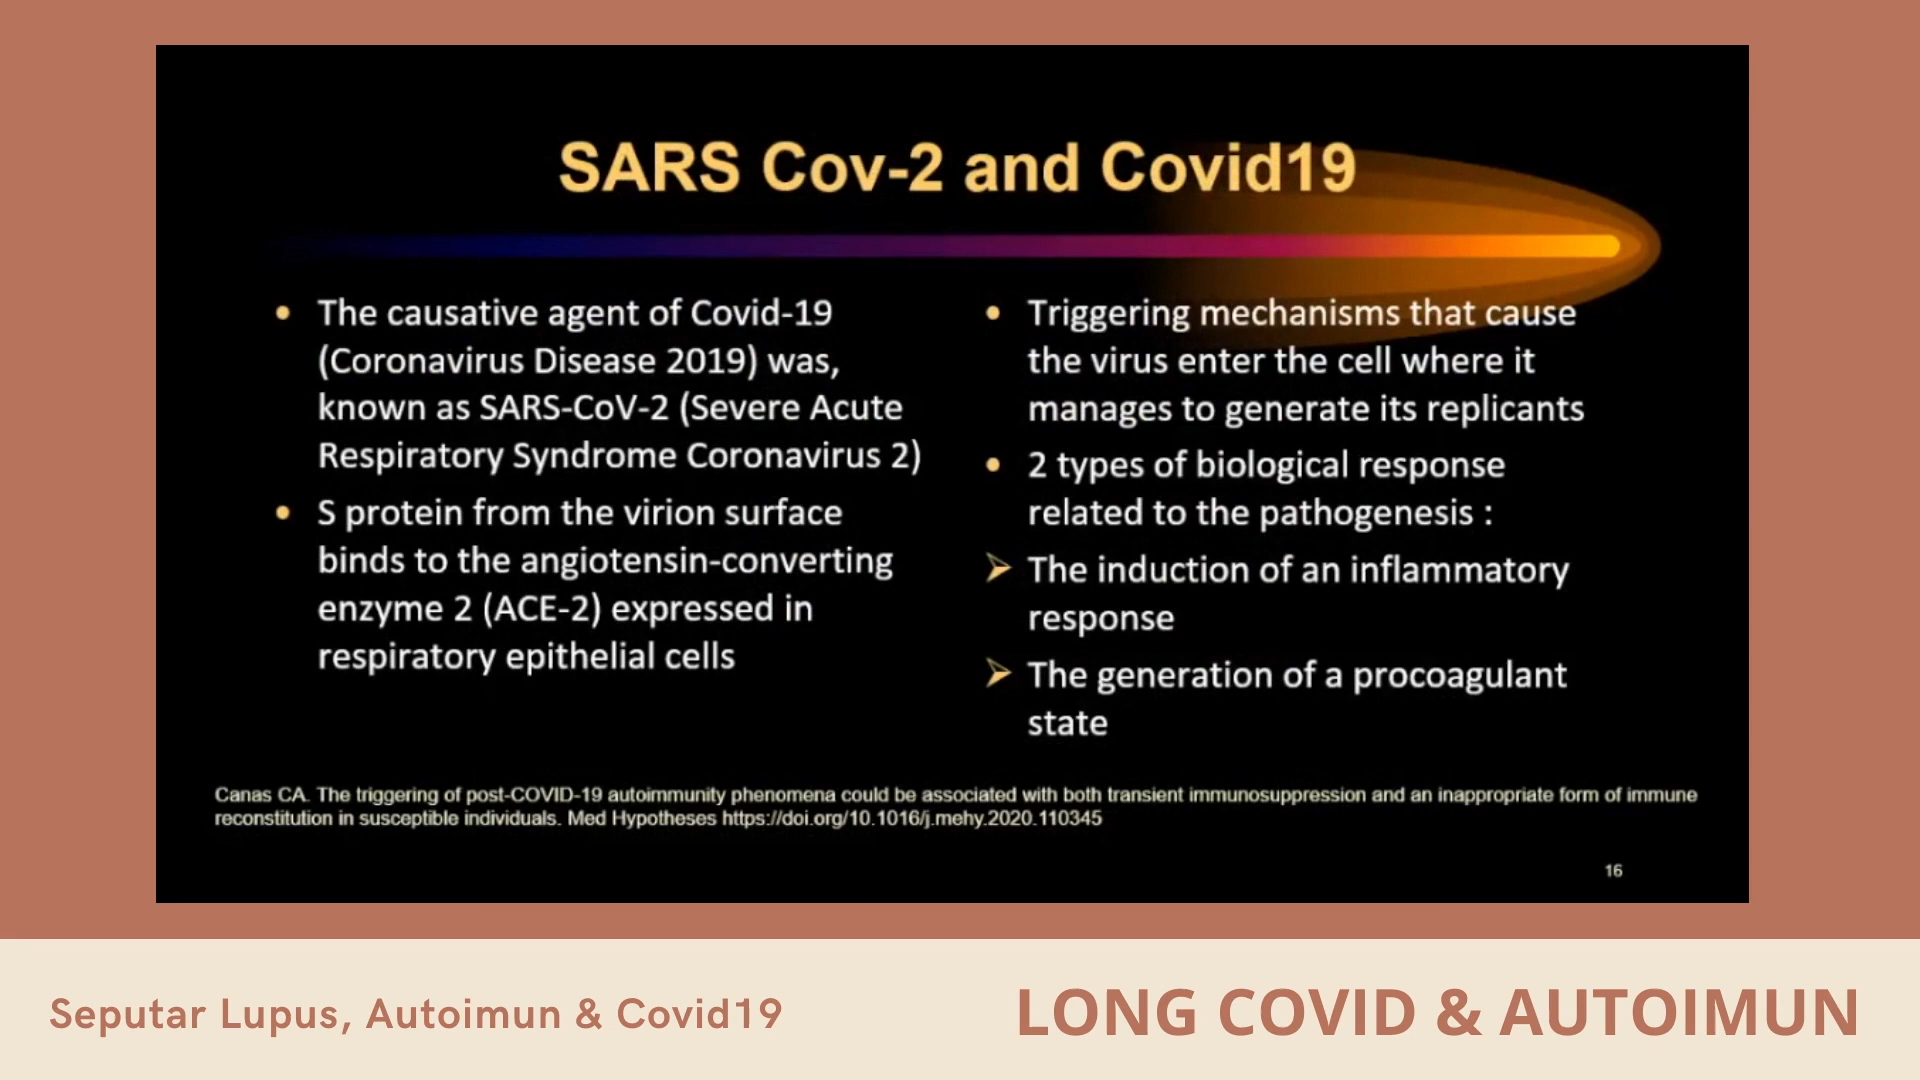 SARS Cov-2 and Covid19
• The causative agent of Covid-19
(Coronavirus Disease 2019) was,
known as SARS-CoV-2 (Severe Acute
Respiratory Syndrome Coronavirus 2)
• S protein from the virion surface
binds to the angiotensin-converting
enzyme 2 (ACE-2) expressed in
respiratory epithelial cells
• Triggering mechanisms that cause
the virus enter the cell where it
manages to generate its replicants
• 2 types of biological response
related to the pathogenesis :
➢ The induction of an inflammatory
response
➢ The generation of a procoagulant
state
Canas CA. The triggering of post-COVID-19 autoimmunity phenomena could be associated with both transient immunosuppression and an inappropriate form of immune
reconstitution in susceptible individuals. Med Hypotheses https://doi.org/10.1016/j.mehy.2020.110345
16
Seputar Lupus, Autoimun & Covid19
LONG COVID & AUTOIMUN